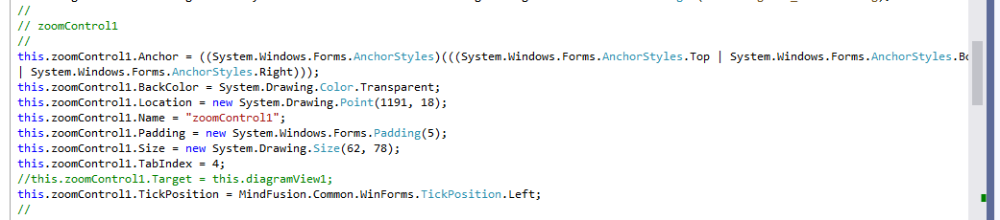 //
// zoomControl1
//
this.zoomControl1.Anchor = ((System.Windows.Forms.AnchorStyles)(((System.Windows.Forms.AnchorStyles.Top | System.Windows.Forms.AnchorStyles.Bo
| System.Windows.Forms.AnchorStyles.Right)));
this.zoomControl1.BackColor = System.Drawing.Color.Transparent;
this.zoomControl1.Location = new System.Drawing.Point(1191, 18);
this.zoomControl1.Name = "zoomControl1";
this.zoomControl1.Padding = new System.Windows.Forms.Padding(5);
this.zoomControl1.Size = new System.Drawing.Size(62, 78);
this.zoomControl1.TabIndex = 4;
//this.zoomControl1.Target = this.diagramView1;
this.zoomControl1.TickPosition = MindFusion.Common.WinForms.TickPosition.Left;
//